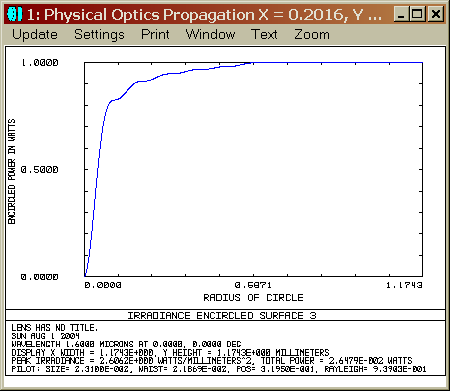 1: Physical Optics Propagation X = 0.2016, Y ...
Update Settings Print Window Text Zoom
1.0000
0.5000
0.0000
ENCIRCLED POWER IN WATTS
0.0000 0.5871 1.1743
RADIUS OF CIRCLE
IRRADIANCE ENCIRCLED SURFACE 3
LENS HAS NO TITLE.
SUN AUG 1 2004
WAVELENGTH 1.6000 MICRONS AT 0.0000, 0.0000 DEG
DISPLAY X WIDTH = 1.1743E+000, Y HEIGHT = 1.1743E+000 MILLIMETERS
PEAK IRRADIANCE = 2.6062E+000 WATTS/MILLIMETERS^2, TOTAL POWER = 2.6479E-002 WATTS
PILOT: SIZE= 2.3100E-002, WAIST= 2.1869E-002, POS= 3.1950E-001, RAYLEIGH= 9.3903E-001